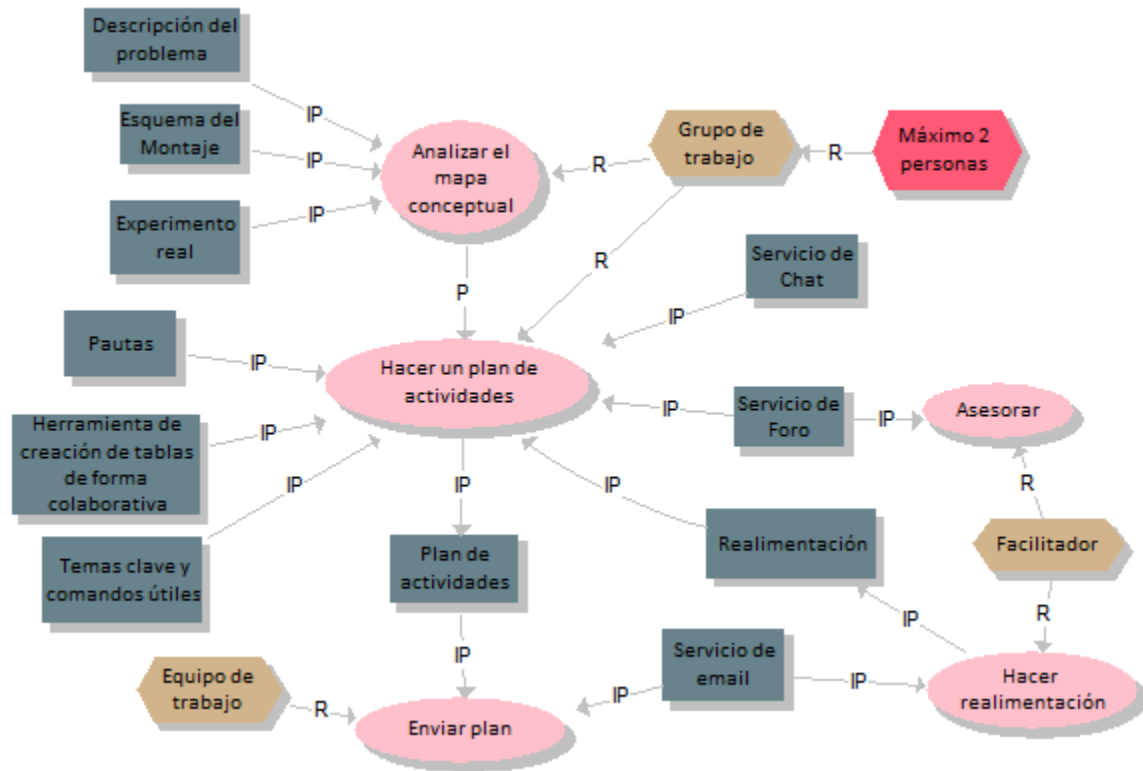 Descripción del
problema
IP
Esquema del
Montaje
IP
Experimento
real
IP
Analizar el
mapa
conceptual
R
Grupo de
trabajo
R
Máximo 2
personas
P
R
Servicio de
Chat
IP
Pautas
IP
Hacer un plan de
actividades
IP
Servicio de
Foro
IP
Asesorar
Herramienta de
creación de tablas
de forma
colaborativa
IP
IP
IP
IP
R
Temas clave y
comandos útiles
Plan de
actividades
Realimentación
Facilitador
IP
IP
R
Equipo de
trabajo
R
Enviar plan
IP
Servicio de
email
IP
Hacer
realimentación